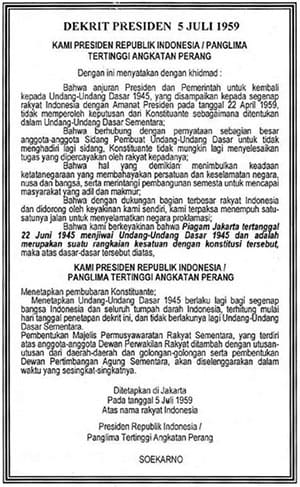 DEKRIT PRESIDEN 5 JULI 1959
KAMI PRESIDEN REPUBLIK INDONESIA / PANGLIMA
TERTINGGI ANGKATAN PERANG
Dengan ini menyatakan dengan khidmad :
Bahwa anjuran Presiden dan Pemerintah untuk kembali
kepada Undang-Undang Dasar 1945, yang disampaikan kepada segenap
rakyat Indonesia dengan Amanat Presiden pada tanggal 22 April 1959,
tidak memperoleh keputusan dari Konstituante sebagaimana ditentukan
dalam Undang-Undang Dasar Sementara;
Bahwa berhubung dengan pernyataan sebagian besar
anggota-anggota Sidang Pembuat Undang-Undang Dasar untuk tidak
menghadiri lagi sidang, Konstituante tidak mungkin lagi menyelesaikan
tugas yang dipercayakan oleh rakyat kepadanya;
Bahwa hal yang demikian menimbulkan keadaan
ketatanegaraan yang membahayakan persatuan dan keselamatan negara,
nusa dan bangsa, serta merintangi pembangunan semesta untuk mencapai
masyarakat yang adil dan makmur;
Bahwa dengan dukungan bagian terbesar rakyat Indonesia
dan didorong oleh keyakinan kami sendiri, kami terpaksa menempuh satu-
satunya jalan untuk menyelamatkan negara proklamasi;
Bahwa kami berkeyakinan bahwa Piagam Jakarta tertanggal
22 Juni 1945 menjiwai Undang-Undang Dasar 1945 dan adalah
merupakan suatu rangkaian kesatuan dengan konstitusi tersebut,
maka atas dasar-dasar tersebut diatas,
KAMI PRESIDEN REPUBLIK INDONESIA /
PANGLIMA TERTINGGI ANGKATAN PERANG
Menetapkan pembubaran Konstituante;
Menetapkan Undang-Undang Dasar 1945 berlaku lagi bagi segenap
bangsa Indonesia dan seluruh tumpah darah Indonesia, terhitung mulai
hari tanggal penetapan dekrit ini, dan tidak berlakunya lagi Undang-Undang
Dasar Sementara.
Pembentukan Majelis Permusyawaratan Rakyat Sementara, yang terdiri
atas anggota-anggota Dewan Perwakilan Rakyat ditambah dengan utusan-
utusan dari daerah-daerah dan golongan-golongan serta pembentukan
Dewan Pertimbangan Agung Sementara, akan diselenggarakan dalam
waktu yang sesingkat-singkatnya.
Ditetapkan di Jakarta
Pada tanggal 5 Juli 1959
Atas nama rakyat Indonesia
Presiden Republik Indonesia /
Panglima Tertinggi Angkatan Perang
SOEKARNO